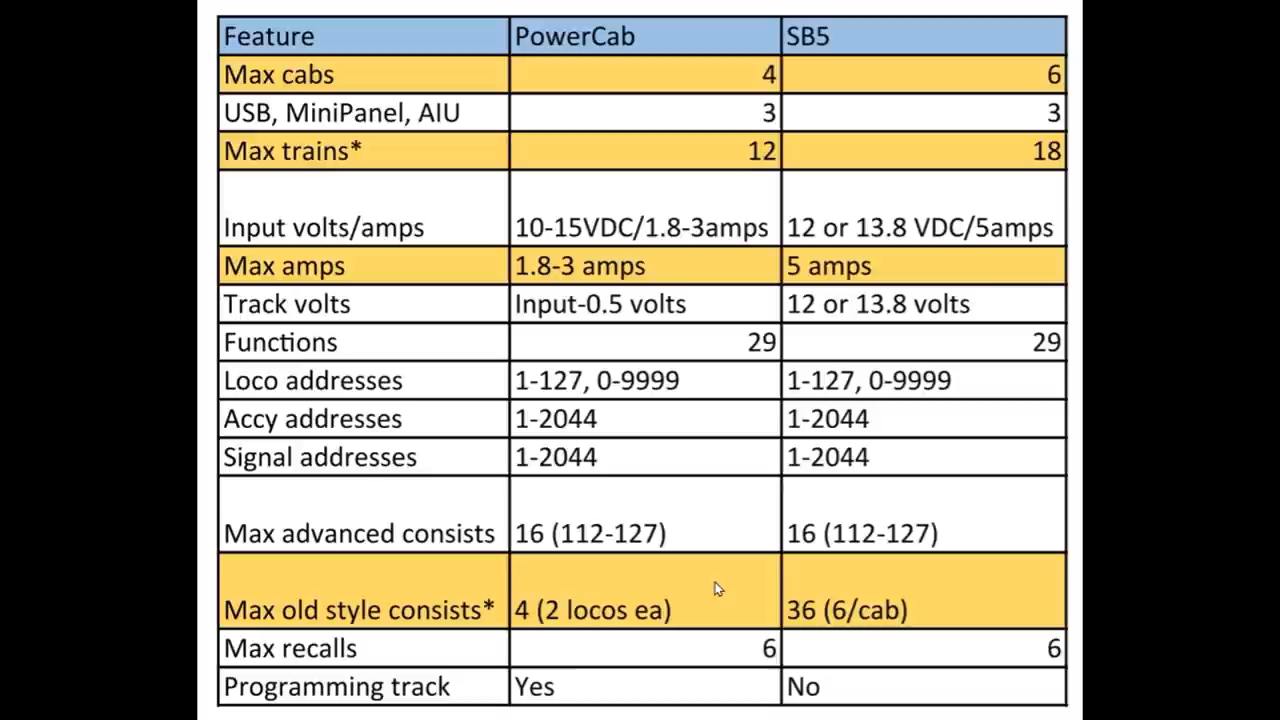 Feature PowerCab SB5
Max cabs 4 6
USB, MiniPanel, AIU 3 3
Max trains* 12 18
Input volts/amps 10-15VDC/1.8-3amps 12 or 13.8 VDC/5amps
Max amps 1.8-3 amps 5 amps
Track volts Input-0.5 volts 12 or 13.8 volts
Functions 29 29
Loco addresses 1-127, 0-9999 1-127, 0-9999
Accy addresses 1-2044 1-2044
Signal addresses 1-2044 1-2044
Max advanced consists 16 (112-127) 16 (112-127)
Max old style consists* 4 (2 locos ea) 36 (6/cab)
Max recalls 6 6
Programming track Yes No